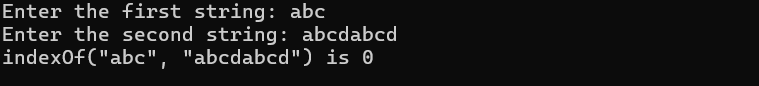 Enter the first string: abc
Enter the second string: abcdabcd
indexOf("abc", "abcdabcd") is 0